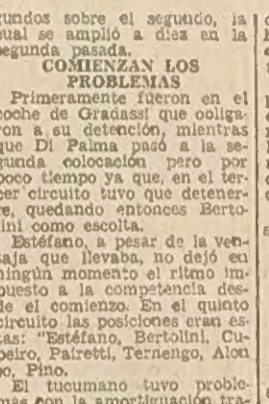 gundos sobre el segundo, la
cual se amplió a diez en la
segunda pasada.
COMIENZAN LOS
PROBLEMAS
Primeramente fueron en el
coche de Gradassi que obliga-
ron a su detención, mientras
que Di Palma pasó a la se-
gunda colocación pero por
poco tiempo ya que, en el ter-
cer circuito tuvo que detener-
se, quedando entonces Berto-
lini como escolta.
Estéfano, a pesar de la ven-
taja que llevaba, no dejó en
ningún momento el ritmo im-
puesto a la competencia des-
de el comienzo. En el quinto
circuito las posiciones eran es-
tas: "Estéfano, Bertolini, Cu-
peiro, Pairetti, Ternengo, Alon
so, Pino.
El tucumano tuvo proble-
mas con la amortiguación tra-